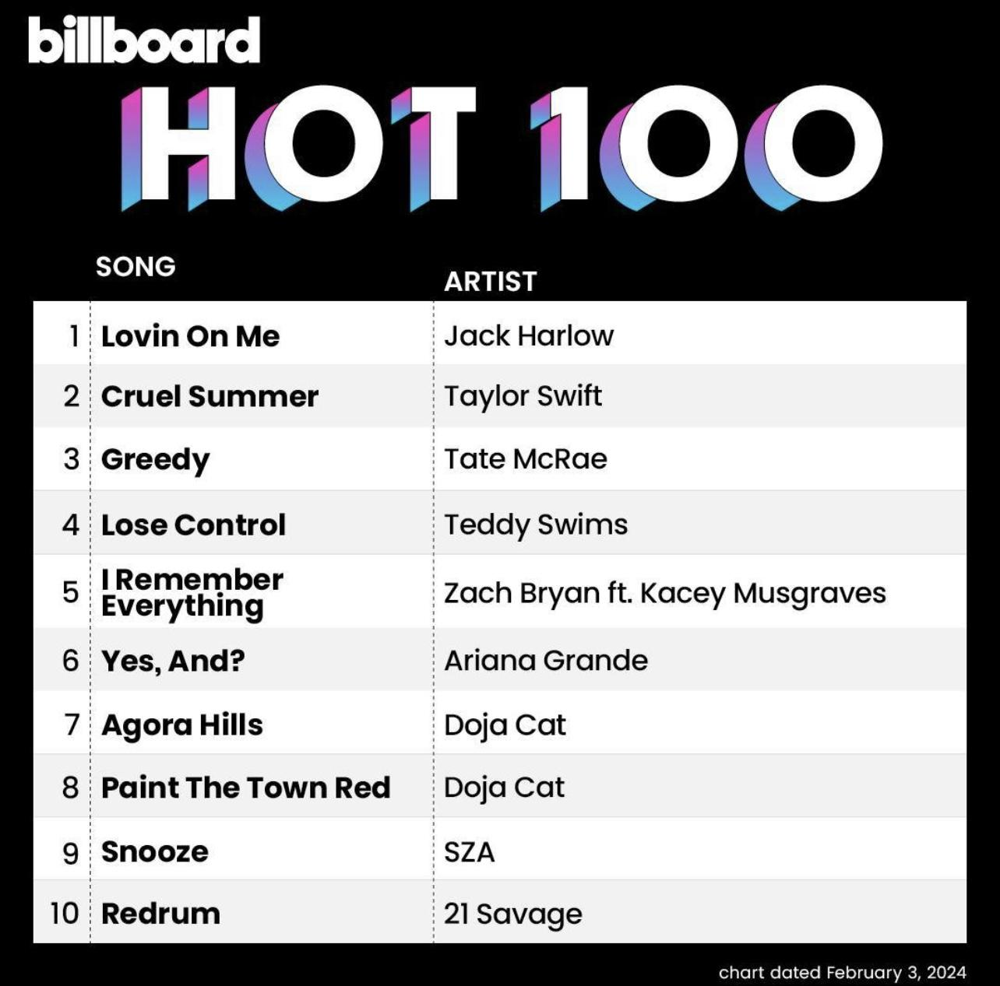 billboard
HOT 100
SONG
ARTIST
1 Lovin On Me Jack Harlow
2 Cruel Summer Taylor Swift
3 Greedy Tate McRae
4 Lose Control Teddy Swims
5 I Remember
Everything Zach Bryan ft. Kacey Musgraves
6 Yes, And? Ariana Grande
7 Agora Hills Doja Cat
8 Paint The Town Red Doja Cat
9 Snooze SZA
10 Redrum 21 Savage
chart dated February 3, 2024